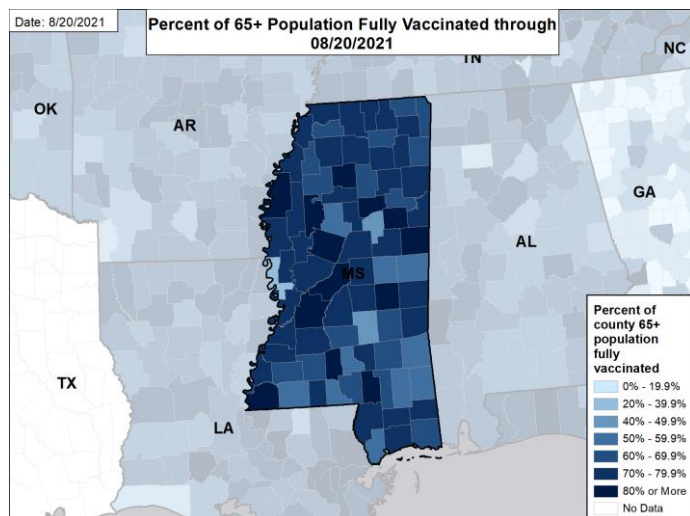 Date: 8/20/2021
Percent of 65+ Population Fully Vaccinated through
08/20/2021
TN
NC
OK
AR
GA
AL
MS
TX
LA
Percent of
county 65+
population
fully
vaccinated
0% - 19.9%
20% - 39.9%
40% - 49.9%
50% - 59.9%
60% - 69.9%
70% - 79.9%
80% or More
No Data